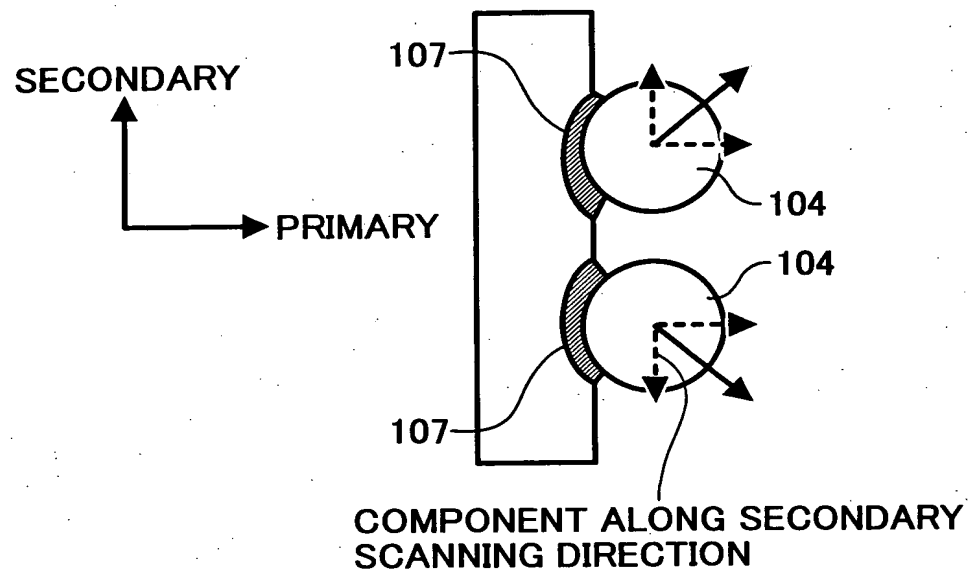 107
SECONDARY
104
PRIMARY
104
107
COMPONENT ALONG SECONDARY
SCANNING DIRECTION